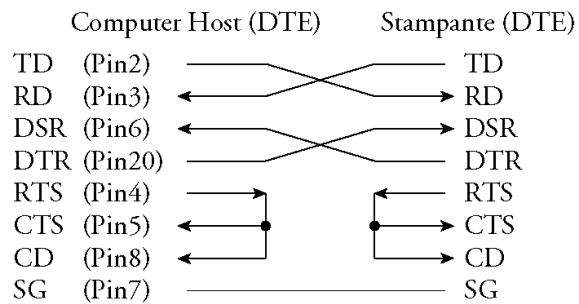 Computer Host (DTE) Stampante (DTE)
TD (Pin2) TD
RD (Pin3) RD
DSR (Pin6) DSR
DTR (Pin20) DTR
RTS (Pin4) RTS
CTS (Pin5) CTS
CD (Pin8) CD
SG (Pin7) SG